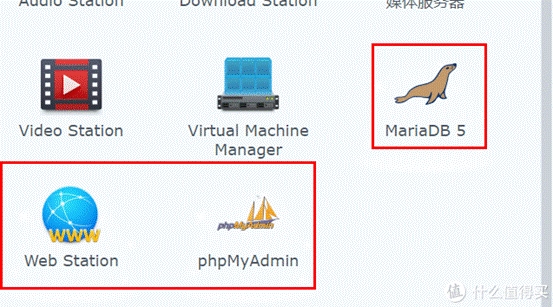 Audio Station
Download Station
媒体服务器
Video Station
Virtual Machine
Manager
MariaDB 5
WWW
Web Station
phpMyAdmin
phpMyAdmin
值 什么值得买